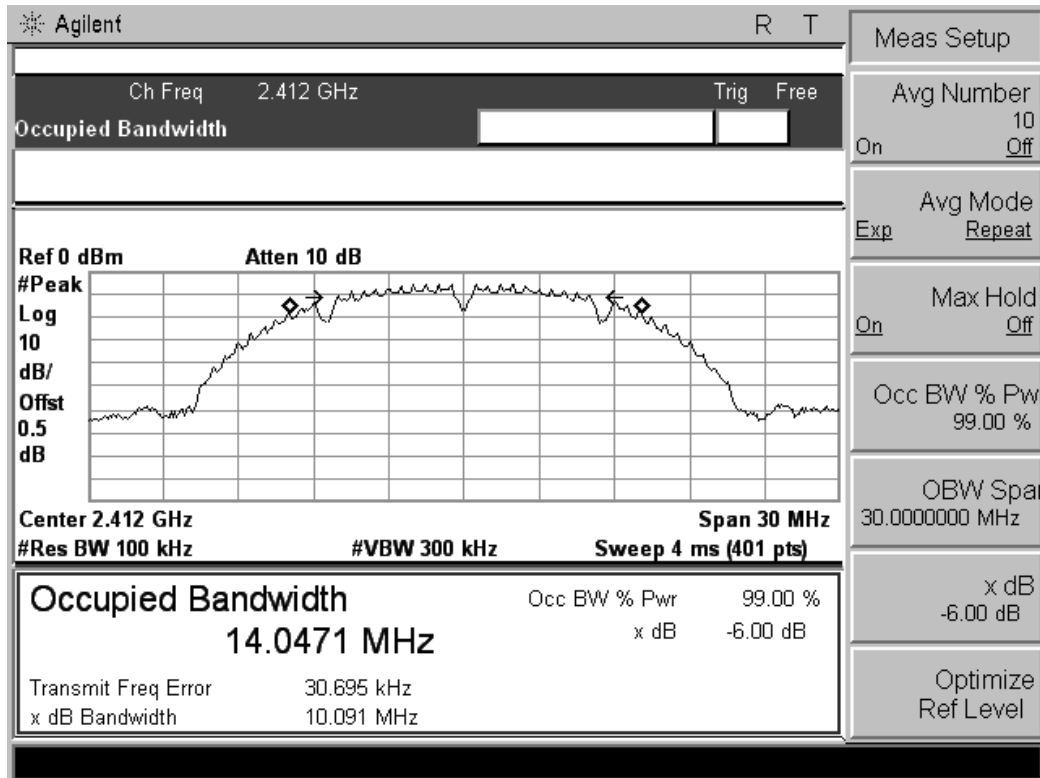 Agilent R T
Ch Freq 2.412 GHz Trig Free
Occupied Bandwidth
Ref 0 dBm Atten 10 dB
#Peak
Log
10
dB/
Offst
0.5
dB
Center 2.412 GHz Span 30 MHz
#Res BW 100 kHz #VBW 300 kHz Sweep 4 ms (401 pts)
Occupied Bandwidth Occ BW % Pwr 99.00 %
14.0471 MHz x dB -6.00 dB
Transmit Freq Error 30.695 kHz
x dB Bandwidth 10.091 MHz
Meas Setup
Avg Number
10
On Off
Avg Mode
Exp Repeat
Max Hold
On Off
Occ BW % Pw
99.00 %
OBW Spa
30.0000000 MHz
x dB
-6.00 dB
Optimize
Ref Level